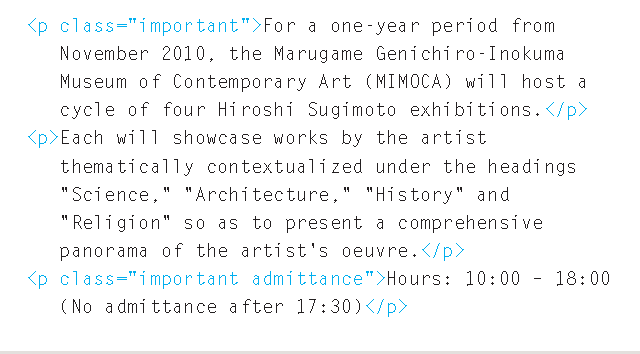 <p class="important">For a one-year period from
November 2010, the Marugame Genichiro-Inokuma
Museum of Contemporary Art (MIMOCA) will host a
cycle of four Hiroshi Sugimoto exhibitions.</p>
<p>Each will showcase works by the artist
thematically contextualized under the headings
"Science," "Architecture," "History" and
"Religion" so as to present a comprehensive
panorama of the artist's oeuvre.</p>
<p class="important admittance">Hours: 10:00 – 18:00
(No admittance after 17:30)</p>